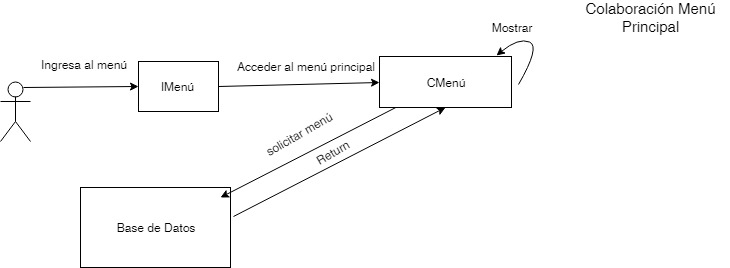 Colaboración Menú
Principal
Mostrar
Ingresa al menú
Acceder al menú principal
IMenú
CMenú
solicitar menú
Return
Base de Datos